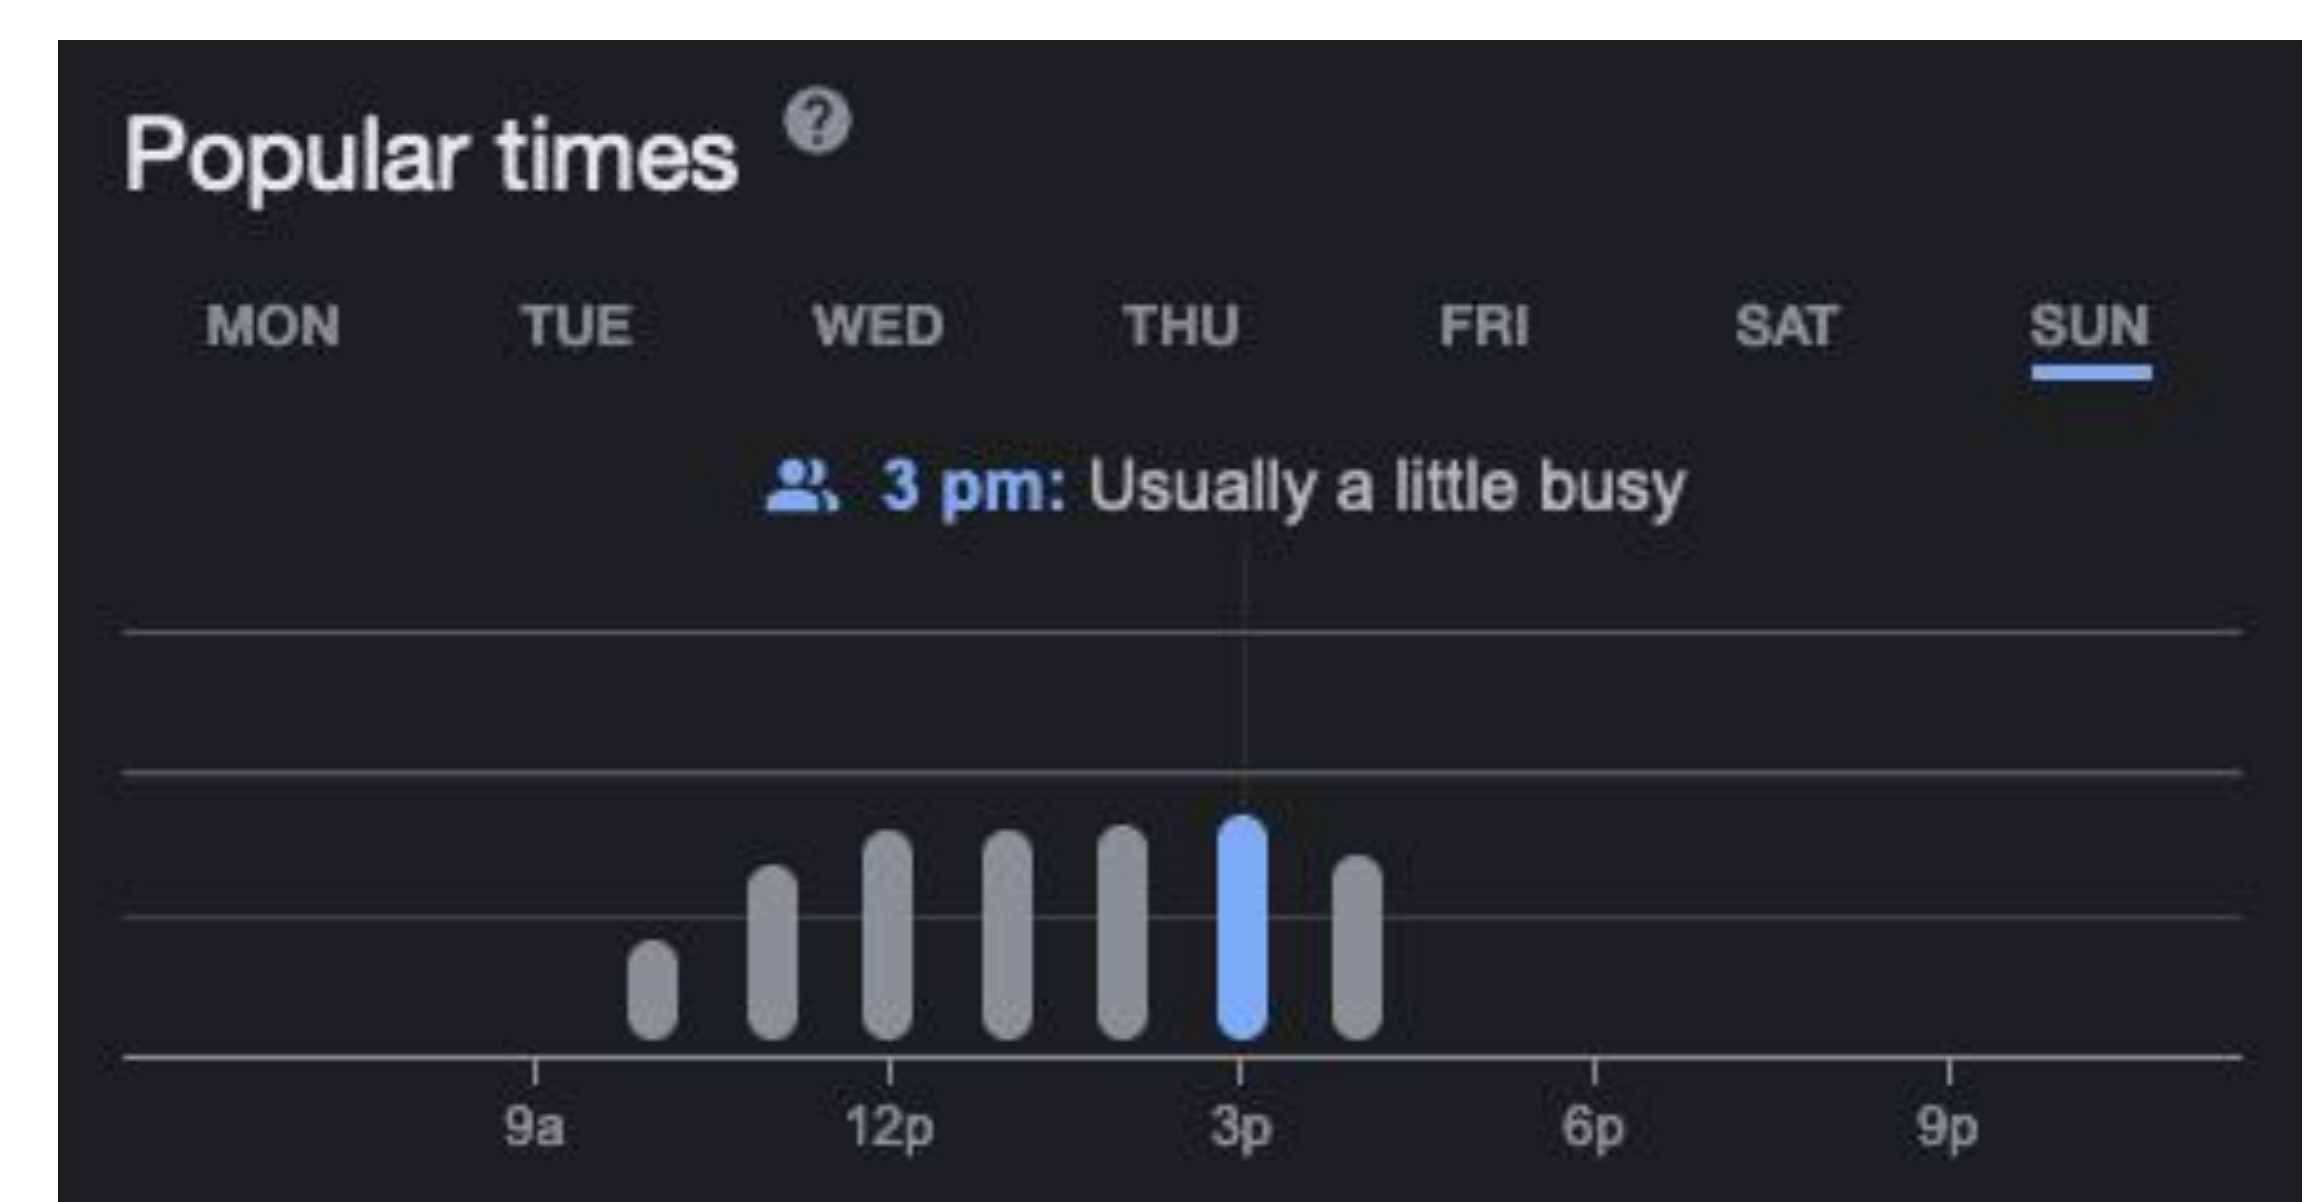 Popular times ?
MON TUE WED THU FRI SAT SUN
3 pm: Usually a little busy
9a 12p 3p 6p 9p